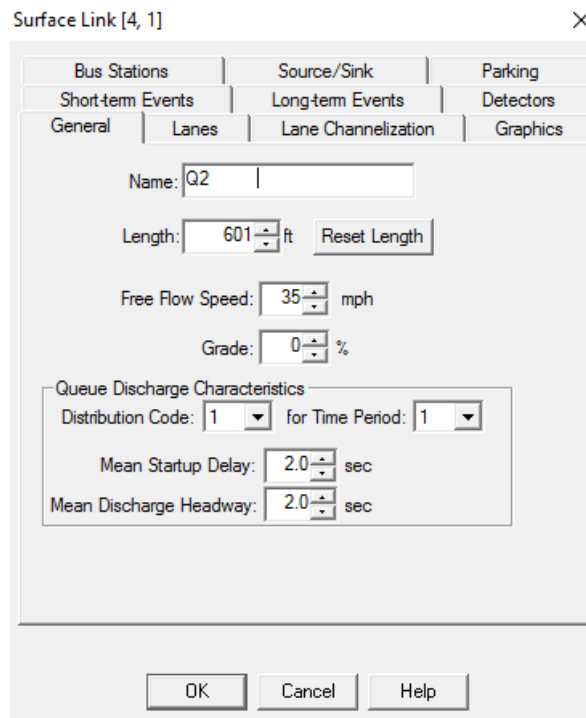 Surface Link [4, 1]
Bus Stations Source/Sink Parking
Short-term Events Long-term Events Detectors
General Lanes Lane Channelization Graphics
Name: Q2
Length: 601 ft Reset Length
Free Flow Speed: 35 mph
Grade: 0 %
Queue Discharge Characteristics
Distribution Code: 1 for Time Period: 1
Mean Startup Delay: 2.0 sec
Mean Discharge Headway: 2.0 sec
OK Cancel Help